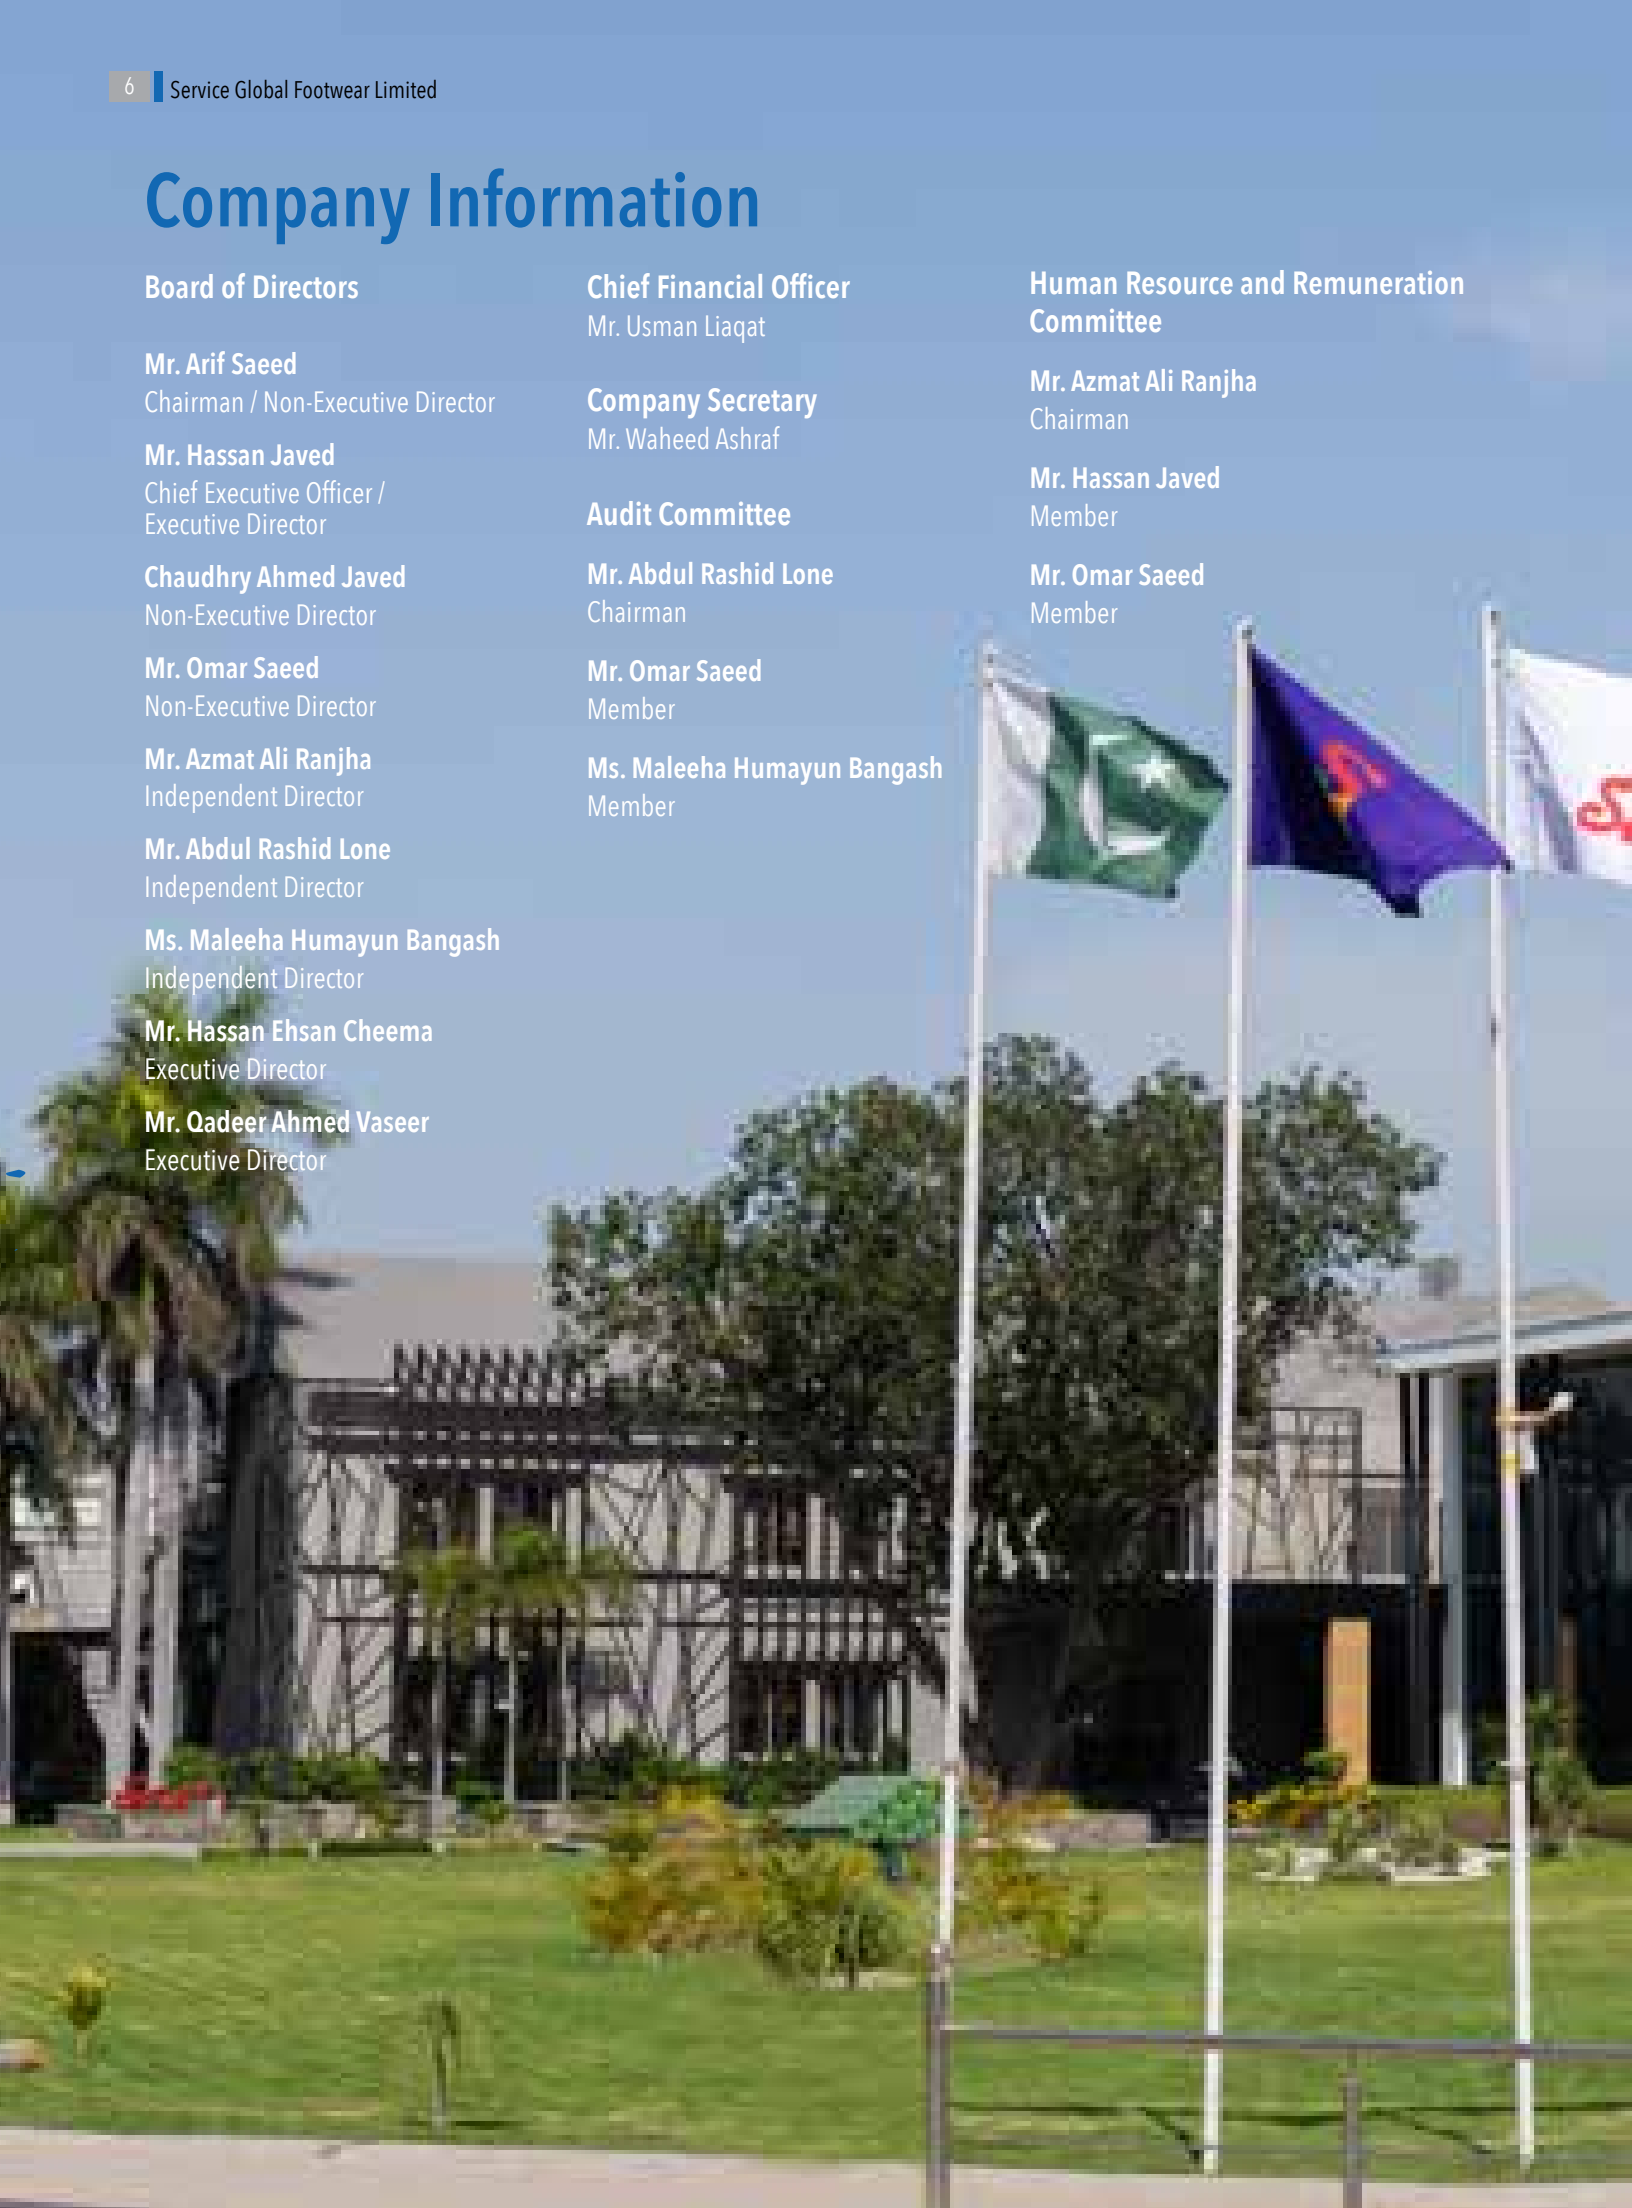 6
Service Global Footwear Limited
Company Information
Board of Directors
Mr. Arif Saeed
Chairman / Non-Executive Director
Mr. Hassan Javed
Chief Executive Officer /
Executive Director
Chaudhry Ahmed Javed
Non-Executive Director
Mr. Omar Saeed
Non-Executive Director
Mr. Azmat Ali Ranjha
Independent Director
Mr. Abdul Rashid Lone
Independent Director
Ms. Maleeha Humayun Bangash
Independent Director
Mr. Hassan Ehsan Cheema
Executive Director
Mr. Qadeer Ahmed Vaseer
Executive Director
Chief Financial Officer
Mr. Usman Liaqat
Company Secretary
Mr. Waheed Ashraf
Audit Committee
Mr. Abdul Rashid Lone
Chairman
Mr. Omar Saeed
Member
Ms. Maleeha Humayun Bangash
Member
Human Resource and Remuneration
Committee
Mr. Azmat Ali Ranjha
Chairman
Mr. Hassan Javed
Member
Mr. Omar Saeed
Member